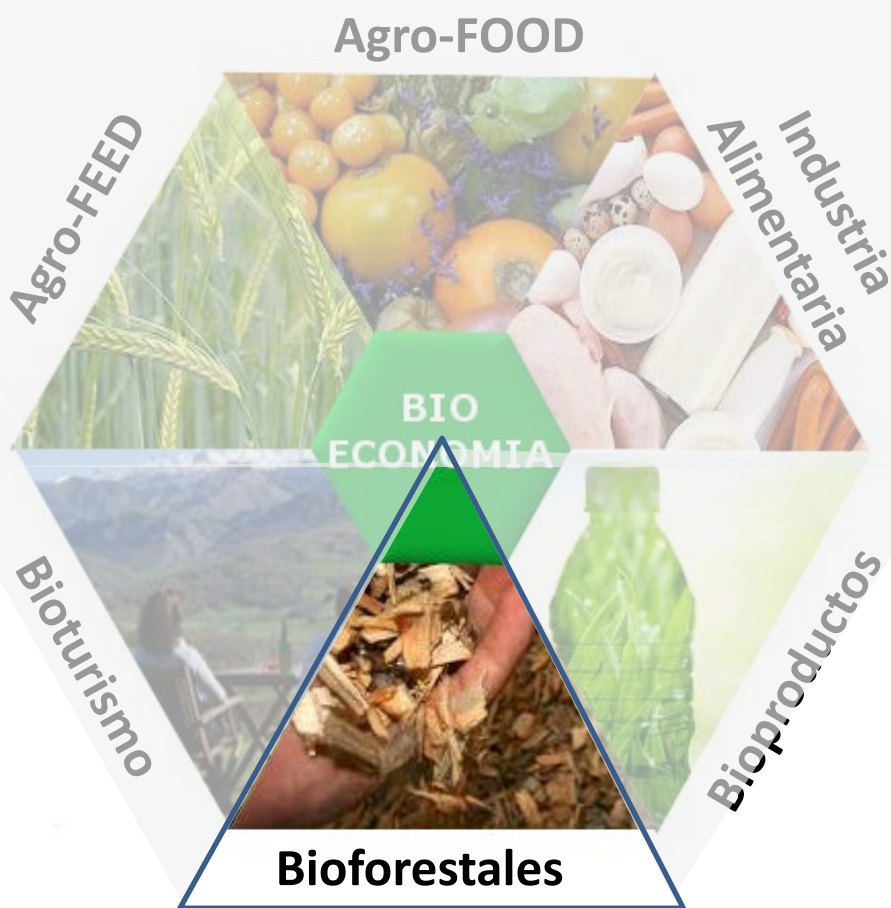 Agro-FOOD
Agro-FEED
Industria
Alimentaria
BIO
ECONOMIA
Bioturismo
Bioproductos
Bioforestales